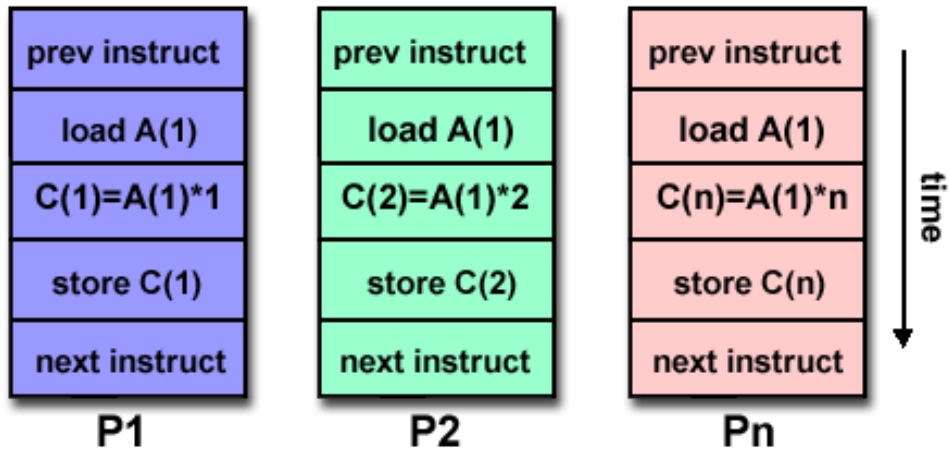 prev instruct
load A(1)
C(1)=A(1)*1
store C(1)
next instruct
P1
prev instruct
load A(1)
C(2)=A(1)*2
store C(2)
next instruct
P2
prev instruct
load A(1)
C(n)=A(1)*n
store C(n)
next instruct
Pn
time